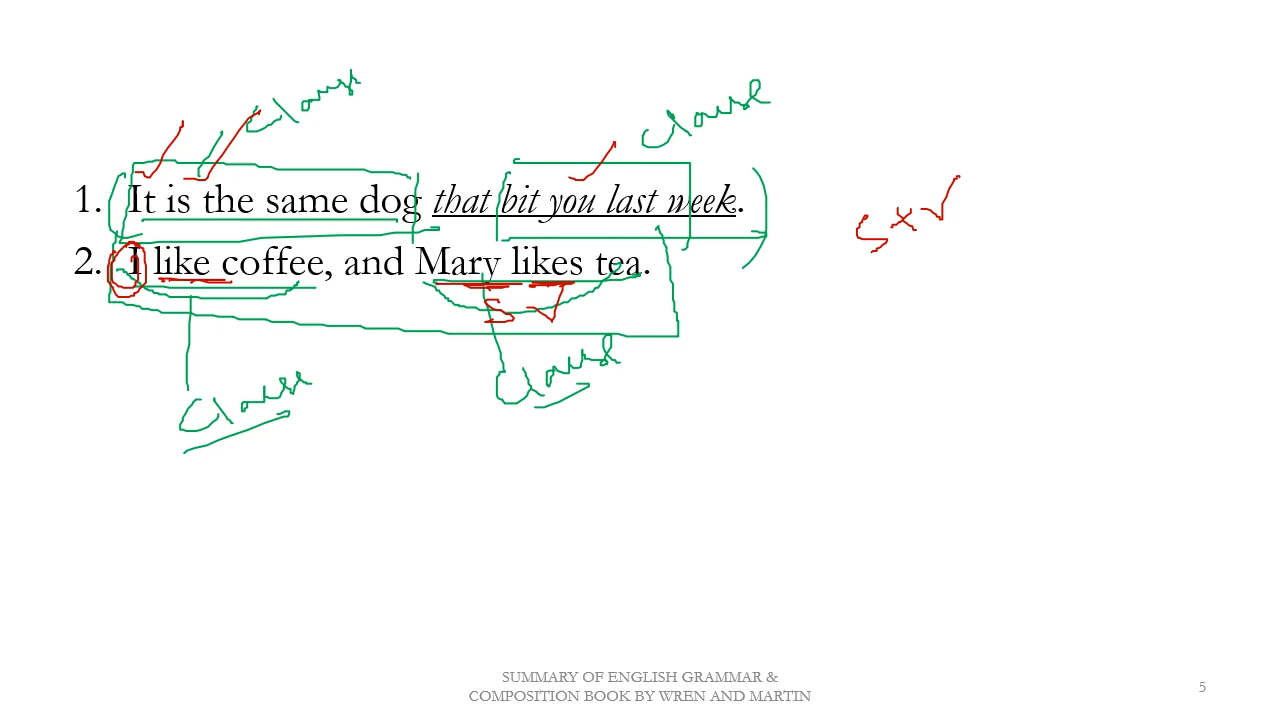 Clause
Clause
1. It is the same dog that bit you last week.
S x V
2. I like coffee, and Mary likes tea.
S V
Clause
Clause
SUMMARY OF ENGLISH GRAMMAR &
COMPOSITION BOOK BY WREN AND MARTIN
5